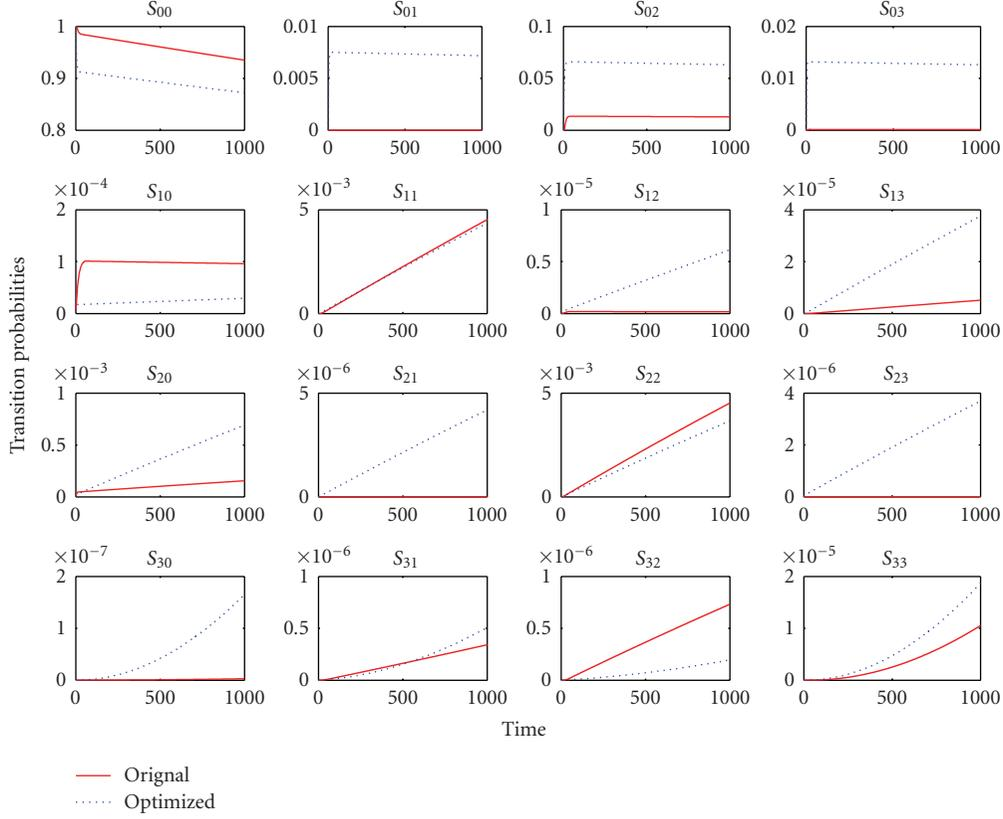 S00 S01 S02 S03
1 0.01 0.1 0.02
0.9 0.005 0.05 0.01
0.8 0 0 0
0 500 1000 0 500 1000 0 500 1000 0 500 1000
×10−4 S10 ×10−3 S11 ×10−5 S12 ×10−5 S13
2 5 1 4
1 0.5 2
0 0 0 0
0 500 1000 0 500 1000 0 500 1000 0 500 1000
Transition probabilities
×10−3 S20 ×10−6 S21 ×10−3 S22 ×10−6 S23
1 5 5 4
0.5 2
0 0 0 0
0 500 1000 0 500 1000 0 500 1000 0 500 1000
×10−7 S30 ×10−6 S31 ×10−6 S32 ×10−5 S33
2 1 1 2
1 0.5 0.5 1
0 0 0 0
0 500 1000 0 500 1000 0 500 1000 0 500 1000
Time
Orignal
Optimized